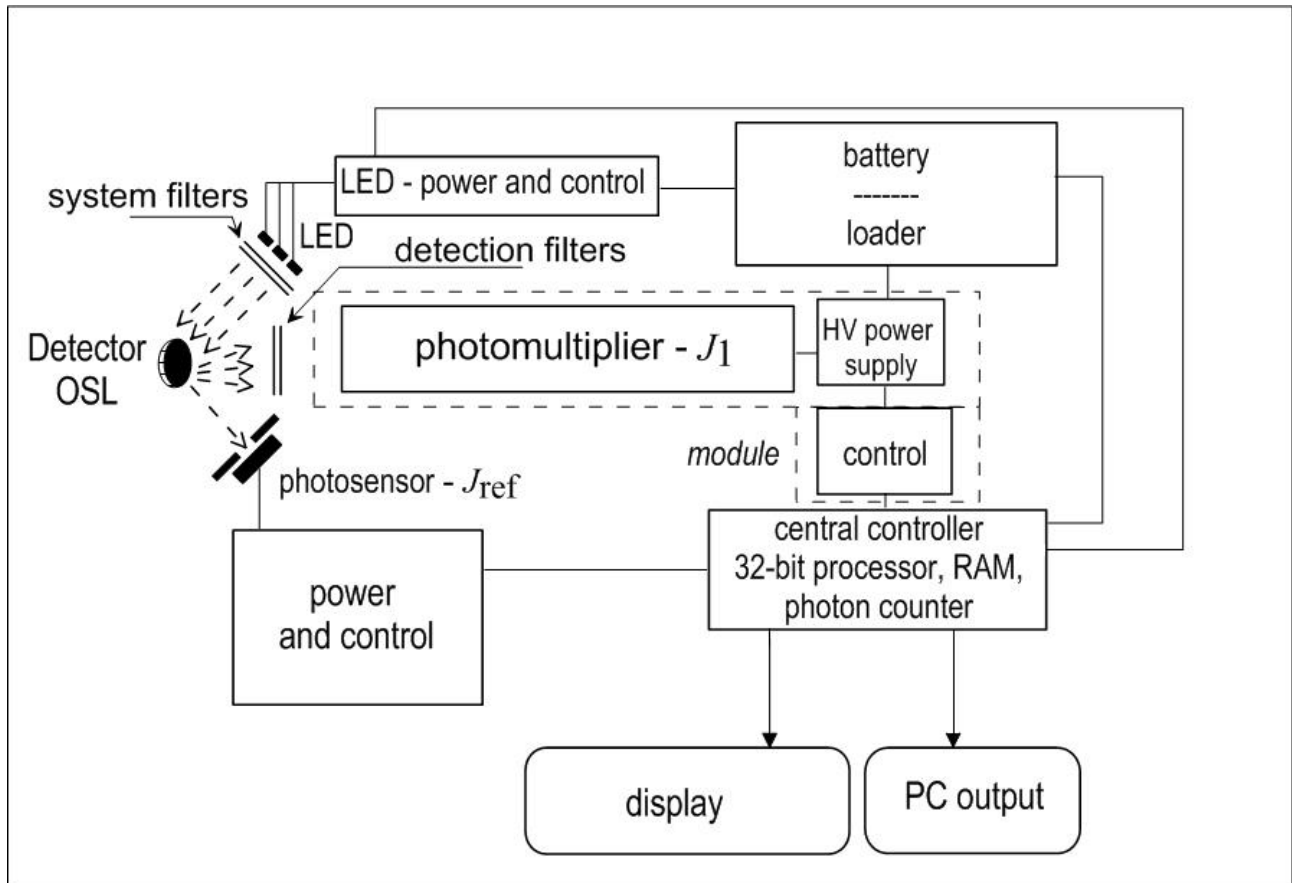 LED - power and control
battery
-------
loader
system filters
LED
detection filters
Detector
OSL
photomultiplier - J1
HV power
supply
module
control
photosensor - Jref
power
and control
central controller
32-bit processor, RAM,
photon counter
display
PC output